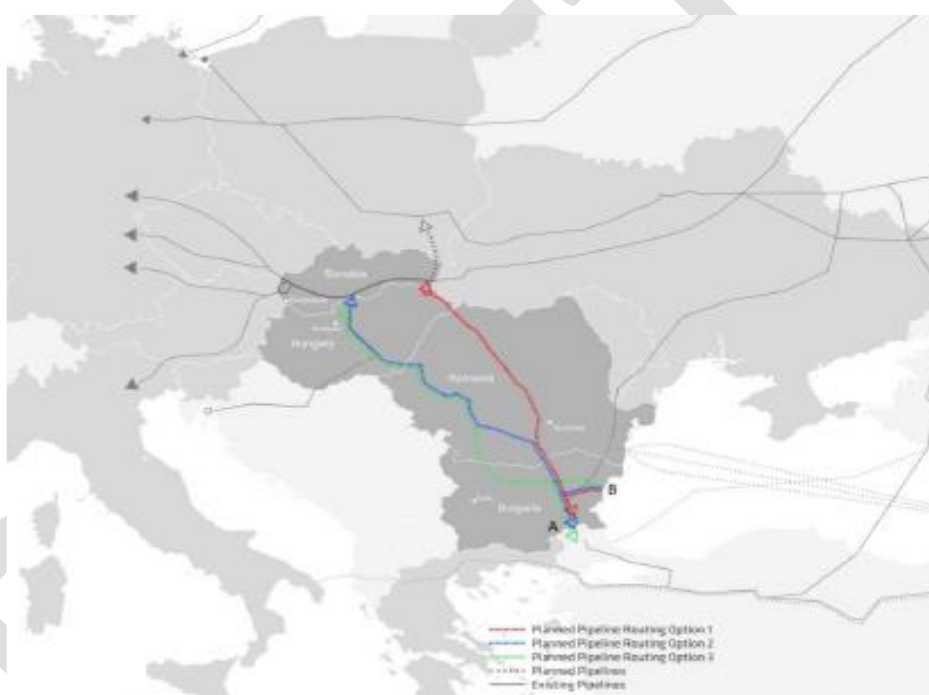 Slovakia
Hungary
Romania
B
Bulgaria
A
Planned Pipeline Routing Option 1
Planned Pipeline Routing Option 2
Planned Pipeline Routing Option 3
Planned Pipelines
Existing Pipelines